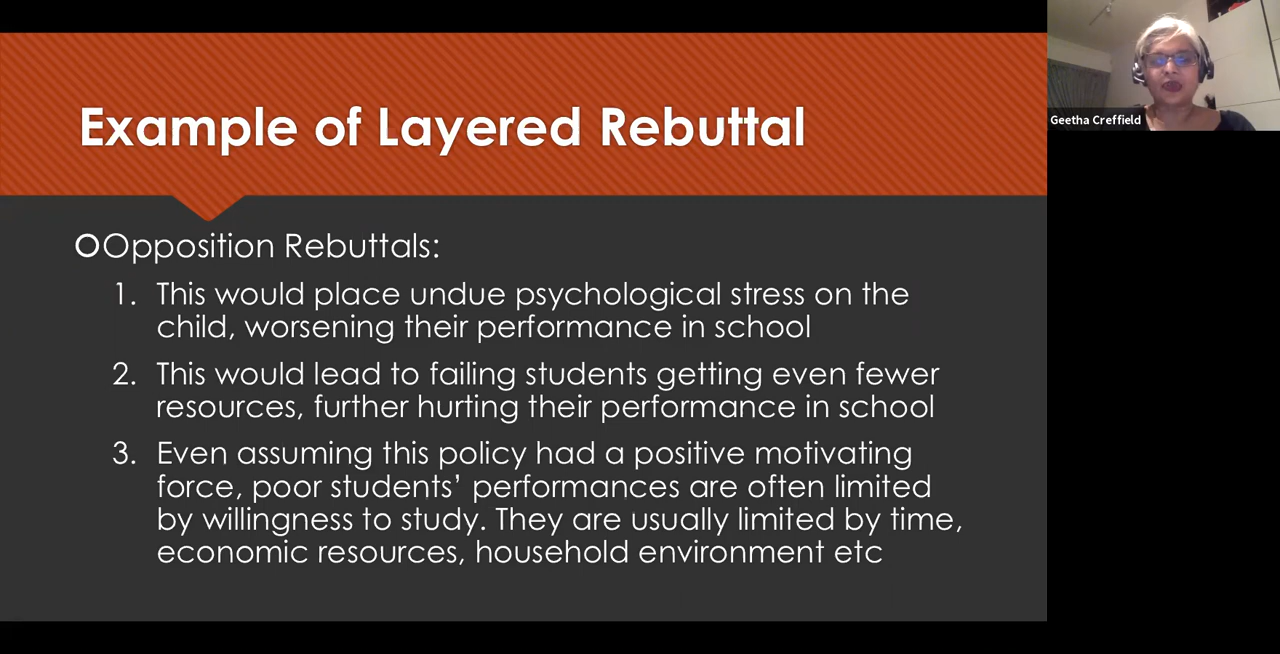 Example of Layered Rebuttal
Geetha Creffield
Opposition Rebuttals:
1. This would place undue psychological stress on the
child, worsening their performance in school
2. This would lead to failing students getting even fewer
resources, further hurting their performance in school
3. Even assuming this policy had a positive motivating
force, poor students’ performances are often limited
by willingness to study. They are usually limited by time,
economic resources, household environment etc